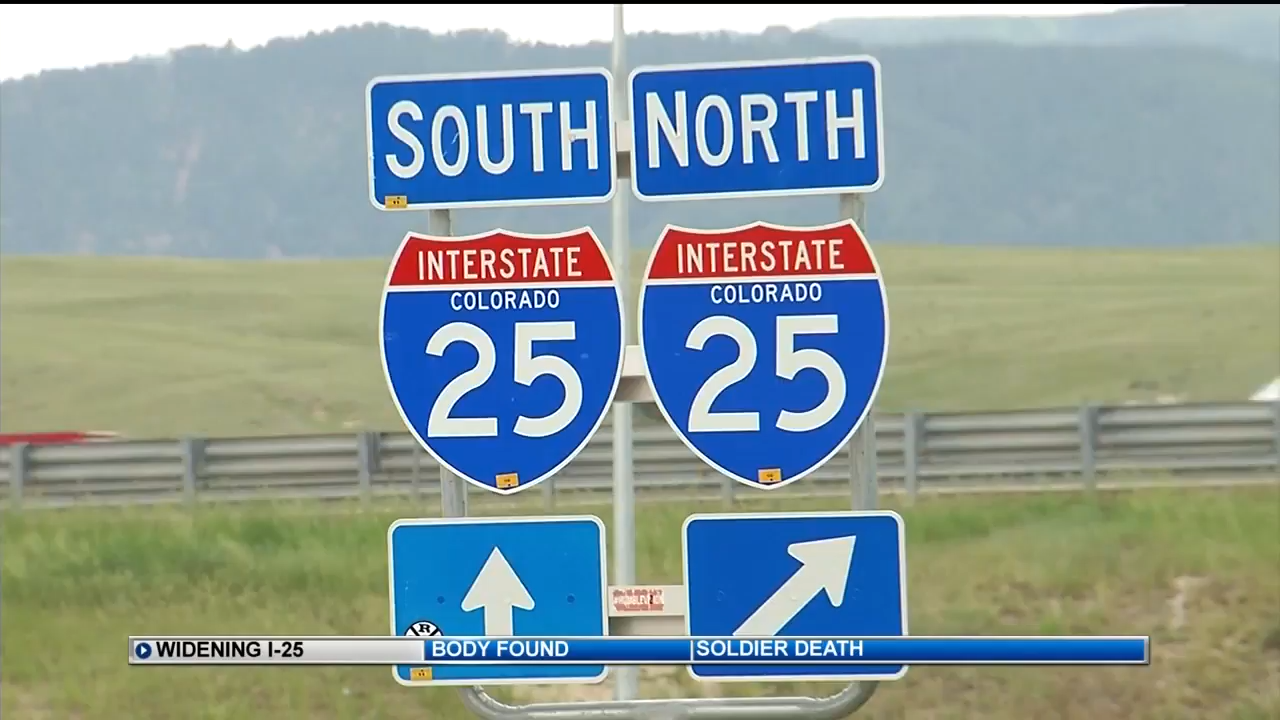 SOUTH
NORTH
INTERSTATE
COLORADO
25
INTERSTATE
COLORADO
25
R
WIDENING I-25
BODY FOUND
SOLDIER DEATH